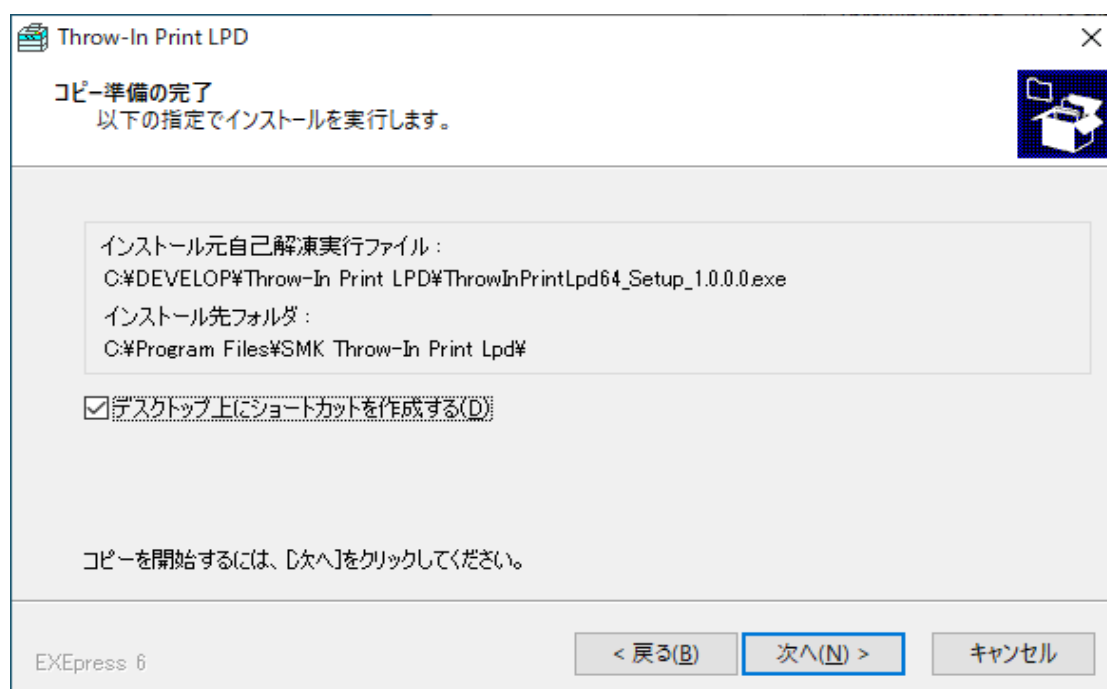 Throw-In Print LPD
コピー準備の完了
以下の指定でインストールを実行します。
インストール元自己解凍実行ファイル：
C:¥DEVELOP¥Throw-In Print LPD¥ThrowInPrintLpd64_Setup_1.0.0.0.exe
インストール先フォルダ：
C:¥Program Files¥SMK Throw-In Print Lpd¥
デスクトップ上にショートカットを作成する(D)
コピーを開始するには、[次へ]をクリックしてください。
EXEpress 6
< 戻る(B)
次へ(N) >
キャンセル